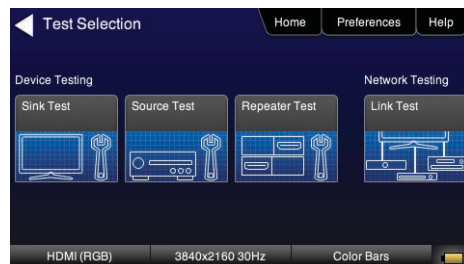 Test Selection Home Preferences Help
Device Testing Network Testing
Sink Test Source Test Repeater Test Link Test
HDMI (RGB) 3840x2160 30Hz Color Bars